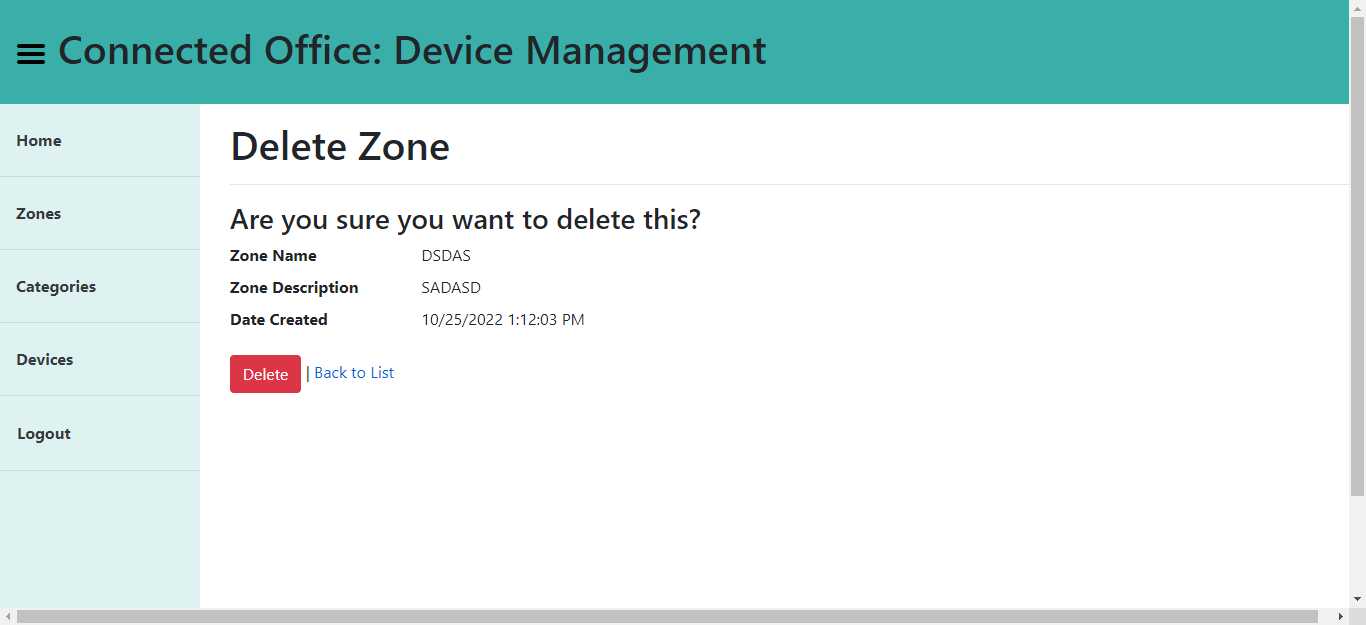 Connected Office: Device Management
Home
Zones
Categories
Devices
Logout
Delete Zone
Are you sure you want to delete this?
Zone Name DSDAS
Zone Description SADASD
Date Created 10/25/2022 1:12:03 PM
Delete | Back to List